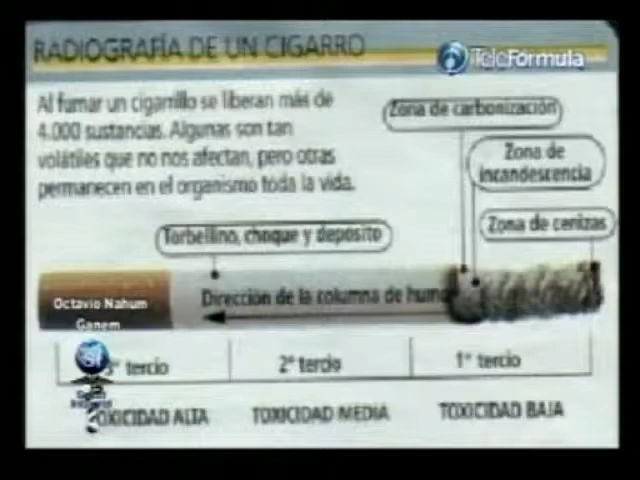 RADIOGRAFÍA DE UN CIGARRO
TeleFórmula
Al fumar un cigarrillo se liberan más de
4.000 sustancias. Algunas son tan
volátiles que no nos afectan, pero otras
permanecen en el organismo toda la vida.
Zona de carbonización
Zona de
incandescencia
Zona de cenizas
Torbellino, choque y depósito
Dirección de la columna de humo
Octavio Nahum
Ganem
3er tercio
2º tercio
1er tercio
TOXICIDAD ALTA
TOXICIDAD MEDIA
TOXICIDAD BAJA